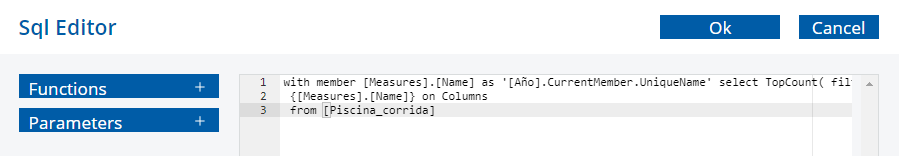 Sql Editor
Ok
Cancel
Functions +
Parameters +
1 with member [Measures].[Name] as '[Año].CurrentMember.UniqueName' select TopCount( fil
2 {[Measures].[Name]} on Columns
3 from [Piscina_corrida]